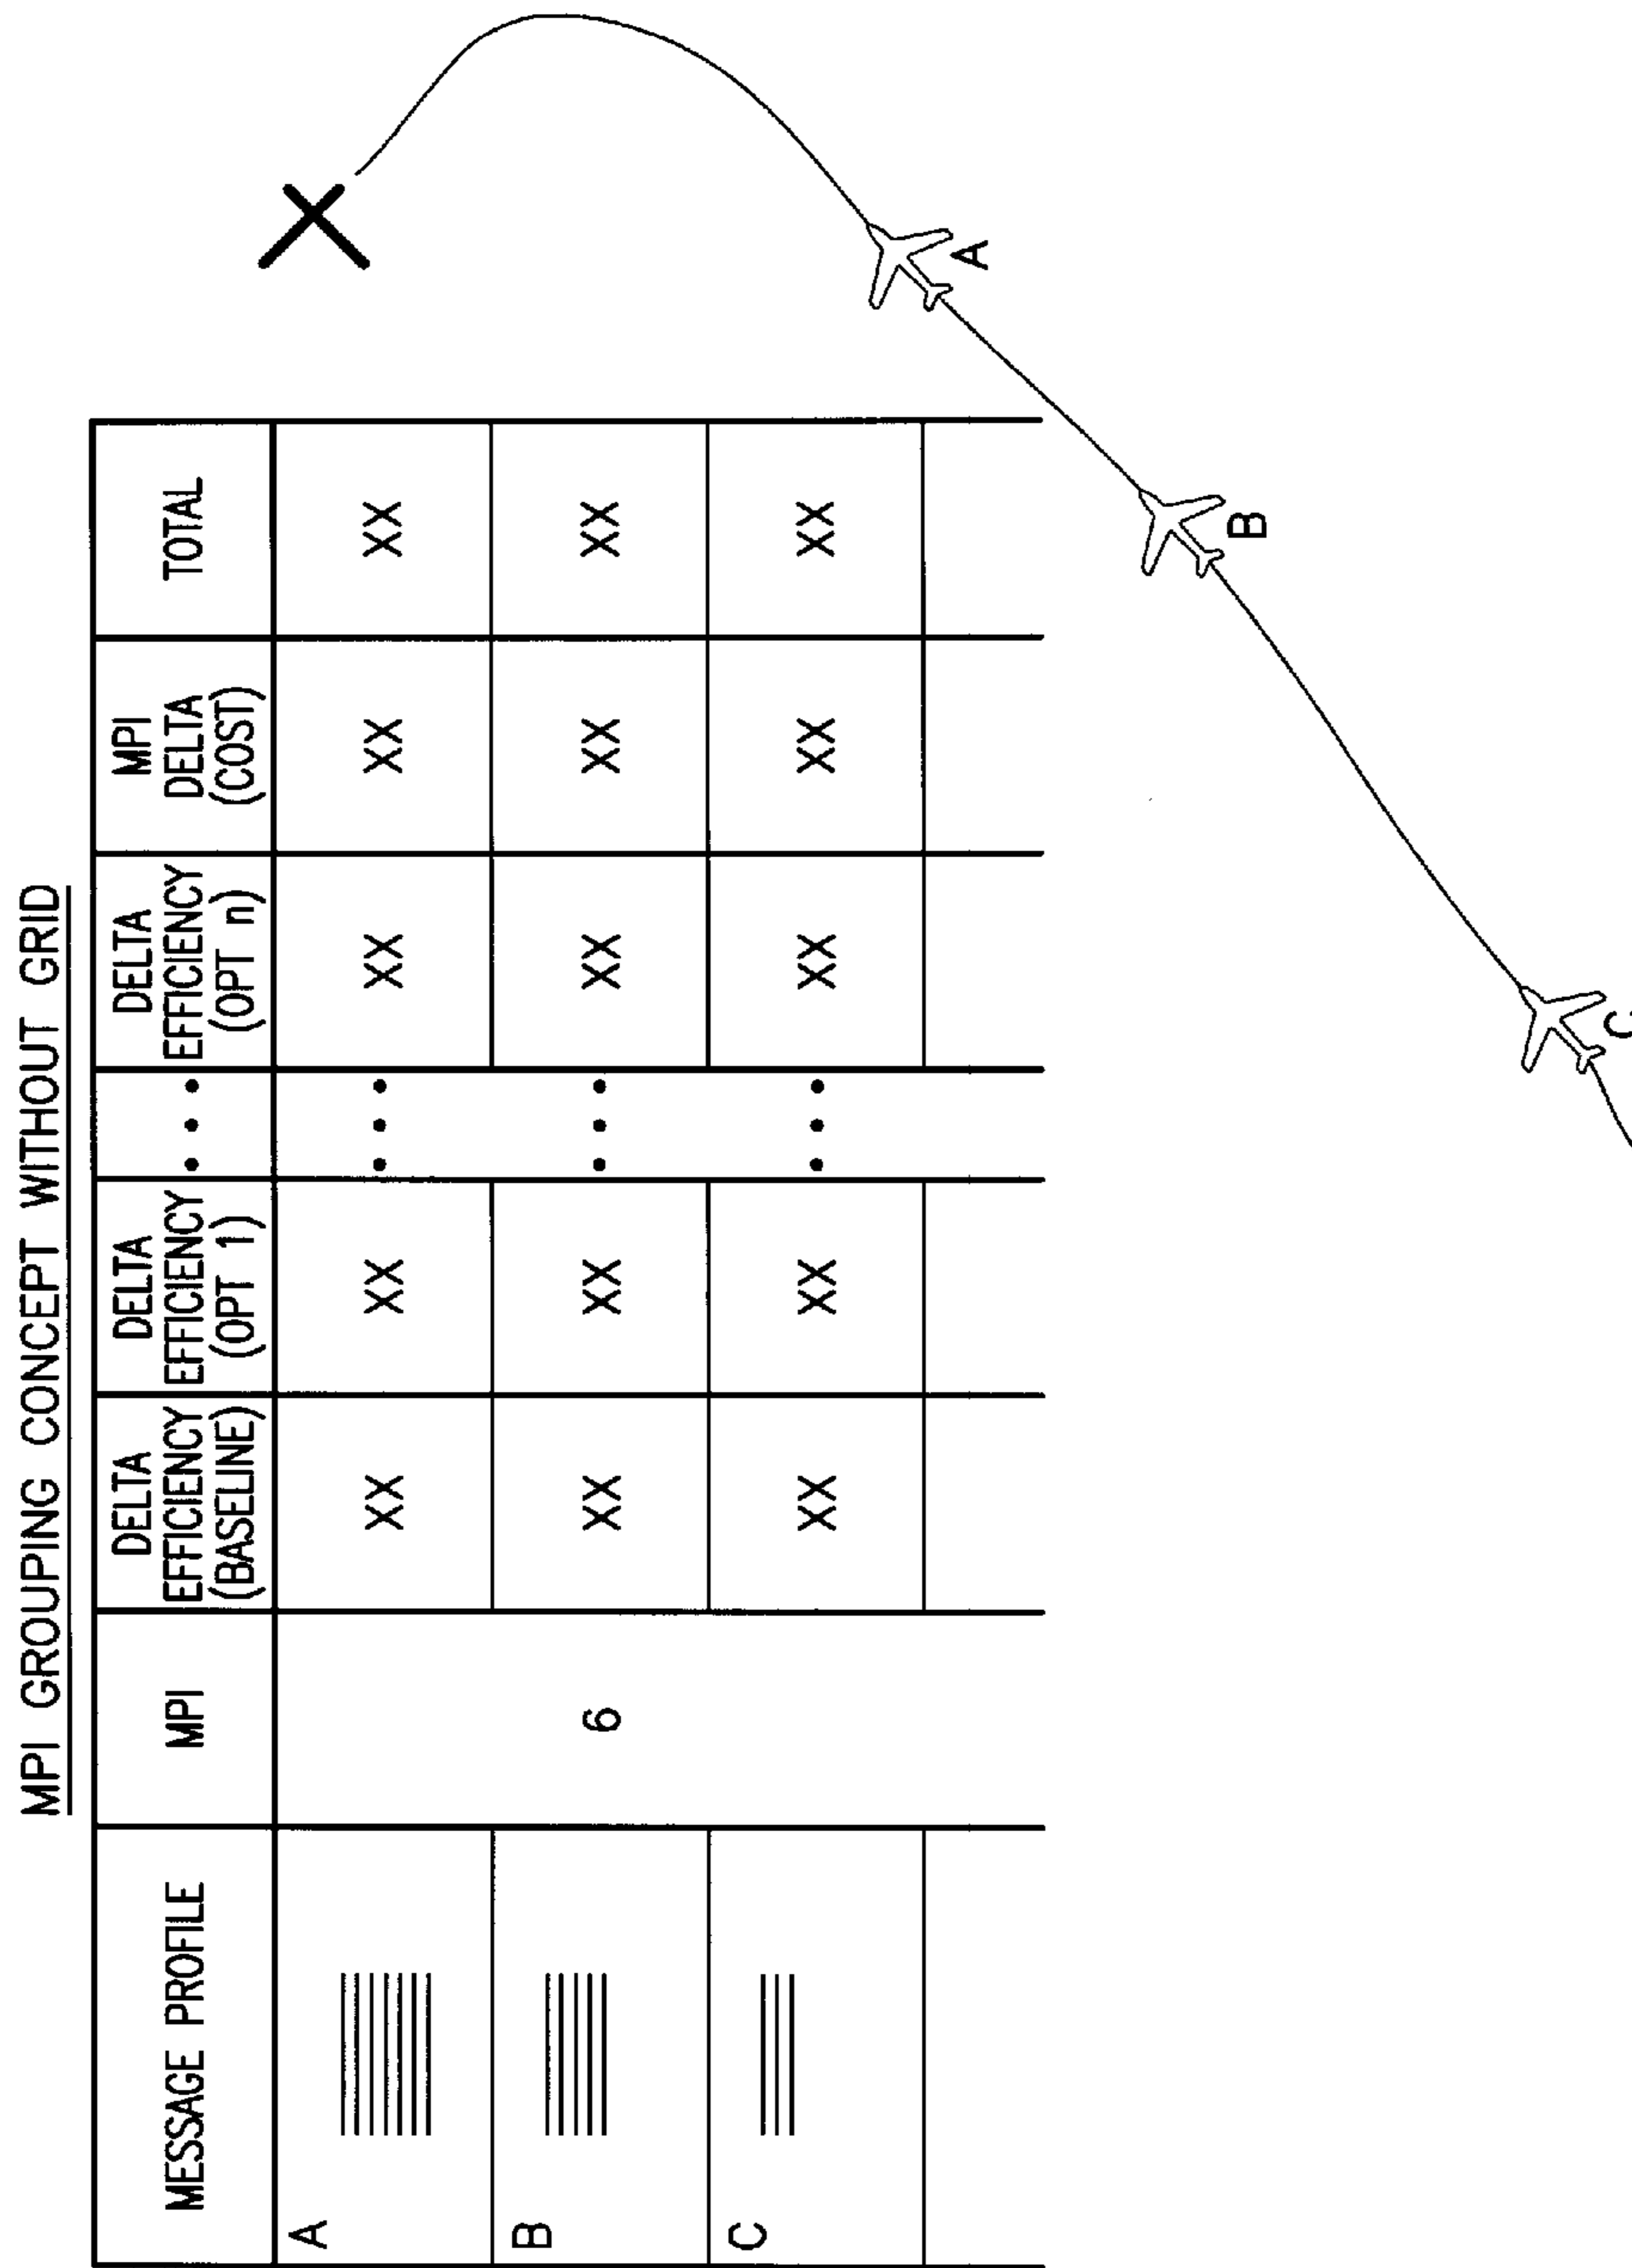 MPI GROUPING CONCEPT WITHOUT GRID
MESSAGE PROFILE
MPI
DELTA
EFFICIENCY
(BASELINE)
DELTA
EFFICIENCY
(OPT 1)
• • •
DELTA
EFFICIENCY
(OPT n)
MPI
DELTA
(COST)
TOTAL
A
XX
XX
• • •
XX
XX
XX
B
6
XX
XX
• • •
XX
XX
XX
C
XX
XX
• • •
XX
XX
XX
A
B
C